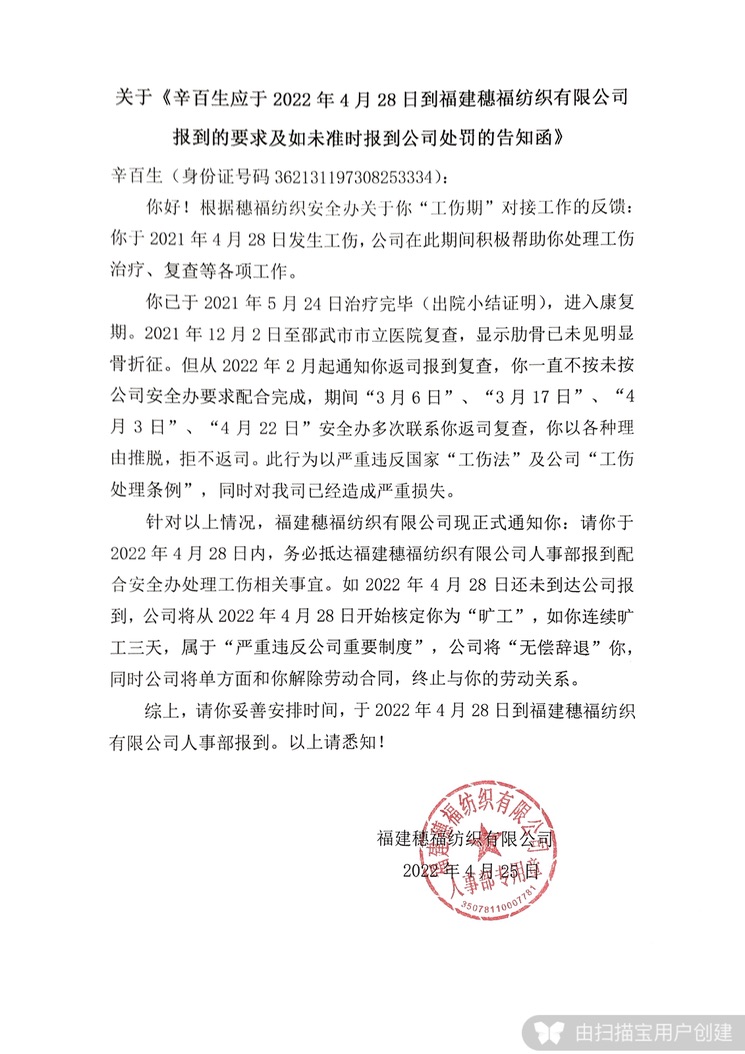 关于《辛百生应于 2022 年 4 月 28 日到福建穗福纺织有限公司
报到的要求及如未准时报到公司处罚的告知函》
辛百生（身份证号码 362131197308253334）：
你好！根据穗福纺织安全办关于你“工伤期”对接工作的反馈：
你于 2021 年 4 月 28 日发生工伤，公司在此期间积极帮助你处理工伤
治疗、复查等各项工作。
你已于 2021 年 5 月 24 日治疗完毕（出院小结证明），进入康复
期。2021 年 12 月 2 日至邵武市市立医院复查，显示肋骨已未见明显
骨折征。但从 2022 年 2 月起通知你返司报到复查，你一直不按未按
公司安全办要求配合完成，期间“3 月 6 日”、“3 月 17 日”、“4
月 3 日”、“4 月 22 日”安全办多次联系你返司复查，你以各种理
由推脱，拒不返司。此行为以严重违反国家“工伤法”及公司“工伤
处理条例”，同时对我司已经造成严重损失。
针对以上情况，福建穗福纺织有限公司现正式通知你：请你于
2022 年 4 月 28 日内，务必抵达福建穗福纺织有限公司人事部报到配
合安全办处理工伤相关事宜。如 2022 年 4 月 28 日还未到达公司报
到，公司将从 2022 年 4 月 28 日开始核定你为“旷工”，如你连续旷
工三天，属于“严重违反公司重要制度”，公司将“无偿辞退”你，
同时公司将单方面和你解除劳动合同，终止与你的劳动关系。
综上，请你妥善安排时间，于 2022 年 4 月 28 日到福建穗福纺织
有限公司人事部报到。以上请悉知！
福建穗福纺织有限公司
2022 年 4 月 25 日
福建穗福纺织有限公司
人事部专用章
35078110007781
由扫描宝用户创建